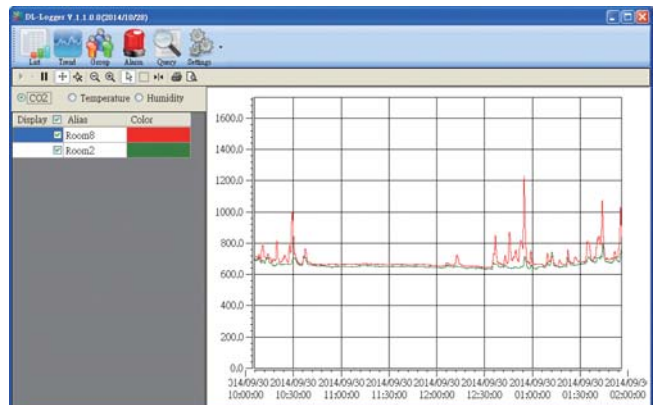 DL-Logger V.1.1.0.0(2014/10/28)
List Trend Group Alarm Query Settings
CO2 Temperature Humidity
Display Alias Color
Room8
Room2
1600.0
1400.0
1200.0
1000.0
800.0
600.0
400.0
200.0
0.0
014/09/30 2014/09/30 2014/09/30 2014/09/30 2014/09/30 2014/09/30 2014/09/30 2014/09/30 2014/09/3
10:00:00 10:30:00 11:00:00 11:30:00 12:00:00 12:30:00 01:00:00 01:30:00 02:00:00